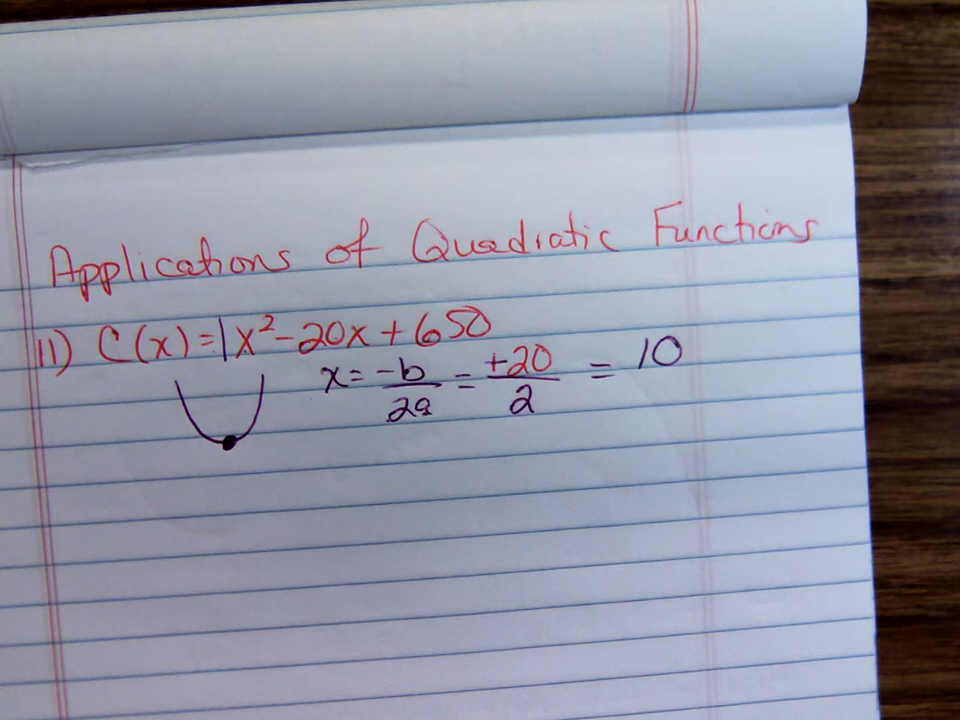 Applications of Quadratic Functions
11) C(x)=1x²-20x+650
x=-b/2a = +20/2 = 10